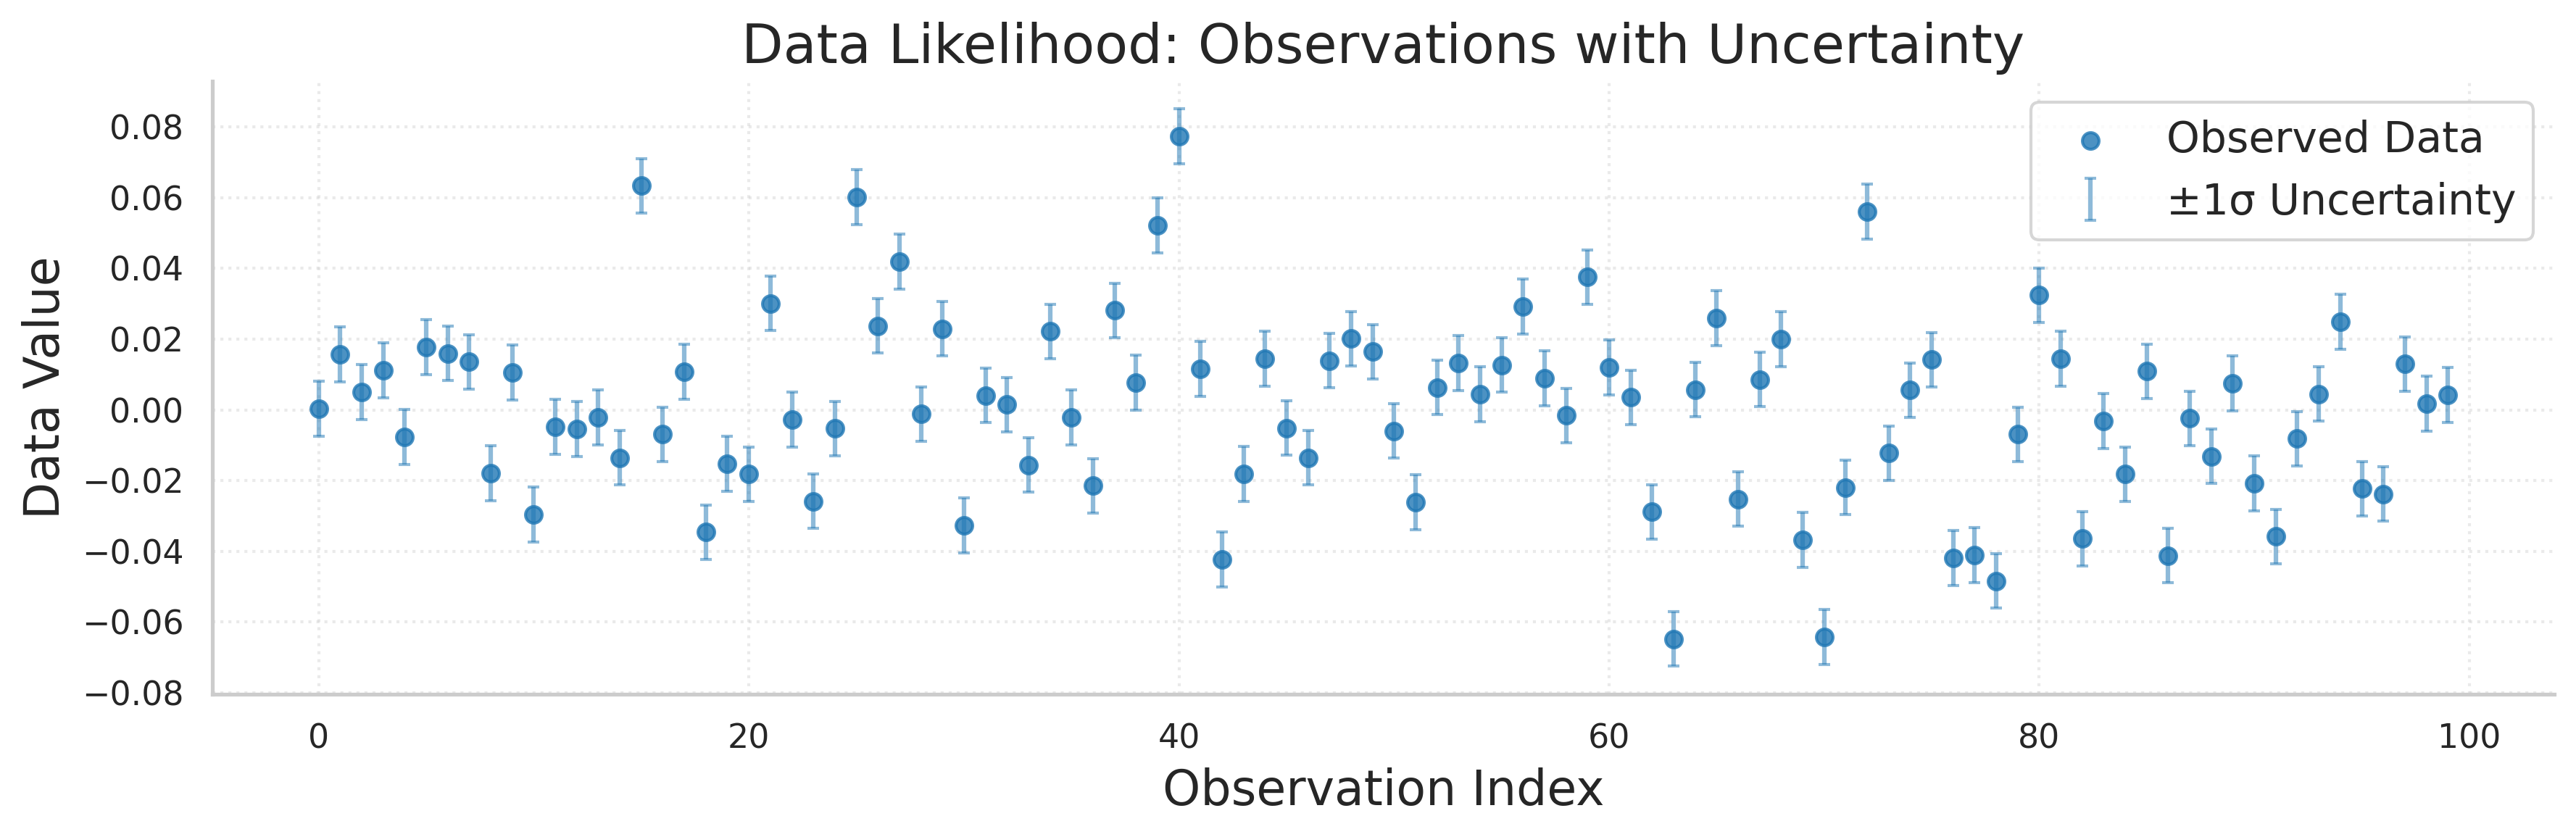 Data Likelihood: Observations with Uncertainty
Data Value
0.08
0.06
0.04
0.02
0.00
−0.02
−0.04
−0.06
−0.08
Observed Data
±1σ Uncertainty
0 20 40 60 80 100
Observation Index